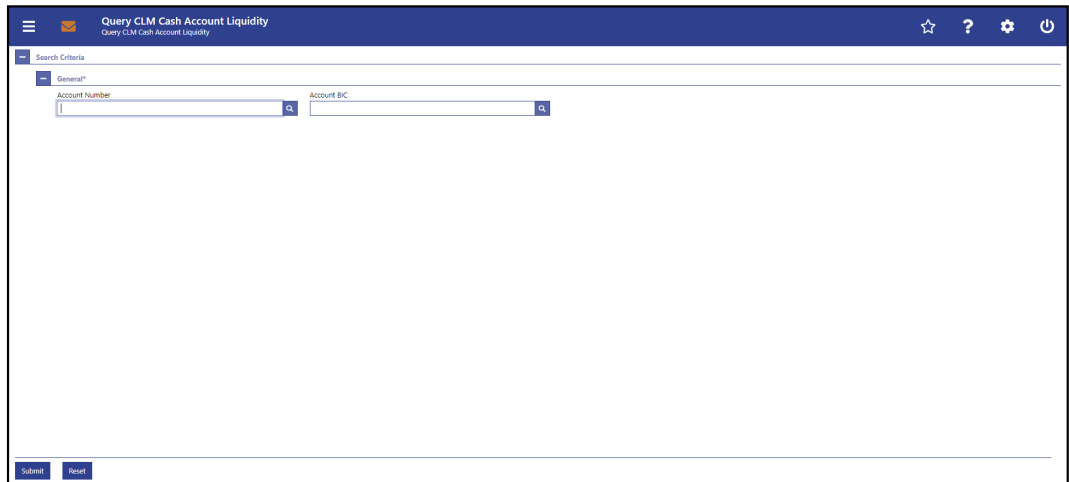 Query CLM Cash Account Liquidity
Query CLM Cash Account Liquidity
Search Criteria
General*
Account Number
Account BIC
Submit
Reset